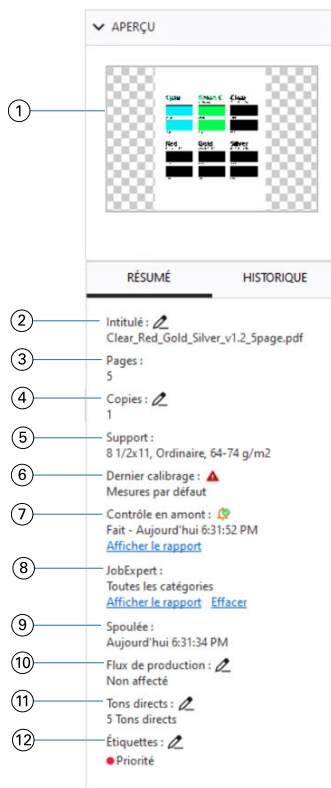 APERÇU
1
Cyan Green C Clear
Red Gold Silver
RÉSUMÉ HISTORIQUE
2 Intitulé :
Clear_Red_Gold_Silver_v1.2_5page.pdf
3 Pages :
5
4 Copies :
1
5 Support :
8 1/2x11, Ordinaire, 64-74 g/m2
6 Dernier calibrage :
Mesures par défaut
7 Contrôle en amont :
Fait - Aujourd'hui 6:31:52 PM
Afficher le rapport
8 JobExpert :
Toutes les catégories
Afficher le rapport Effacer
9 Spoulée :
Aujourd'hui 6:31:34 PM
10 Flux de production :
Non affecté
11 Tons directs :
5 Tons directs
12 Étiquettes :
Priorité